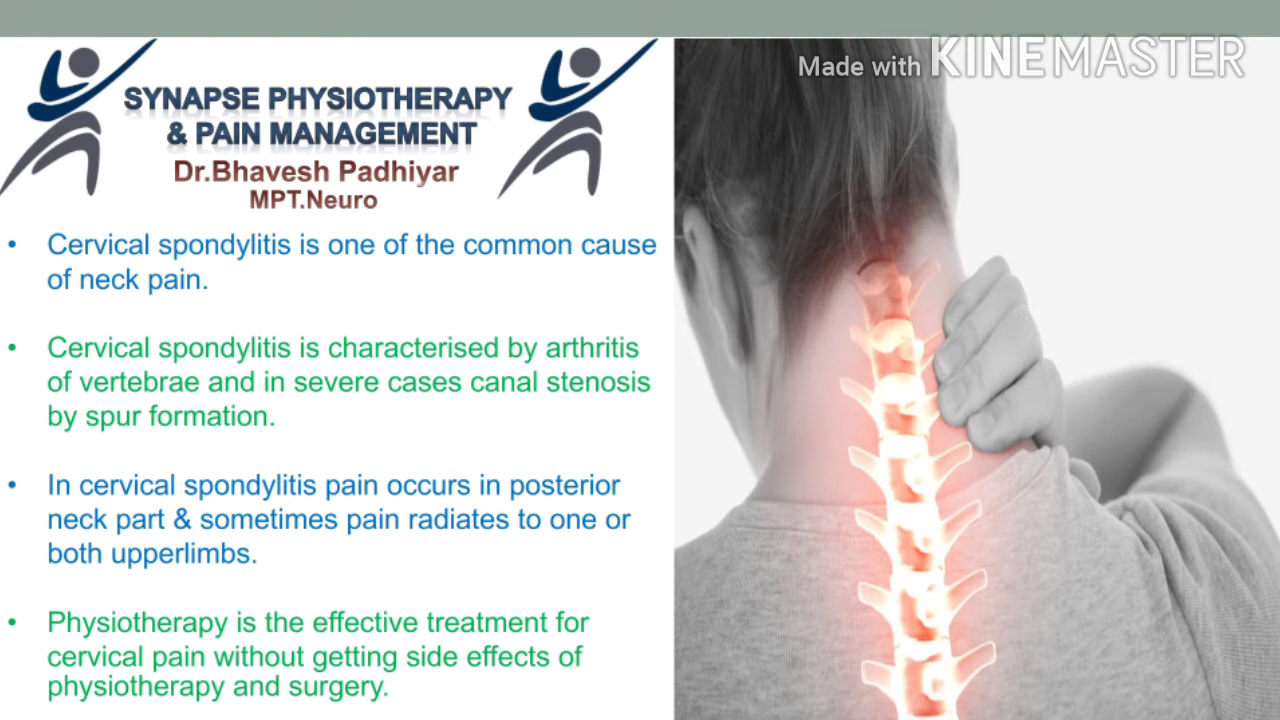 Made with KINEMASTER
SYNAPSE PHYSIOTHERAPY
& PAIN MANAGEMENT
Dr.Bhavesh Padhiyar
MPT.Neuro
• Cervical spondylitis is one of the common cause
of neck pain.
• Cervical spondylitis is characterised by arthritis
of vertebrae and in severe cases canal stenosis
by spur formation.
• In cervical spondylitis pain occurs in posterior
neck part & sometimes pain radiates to one or
both upperlimbs.
• Physiotherapy is the effective treatment for
cervical pain without getting side effects of
physiotherapy and surgery.